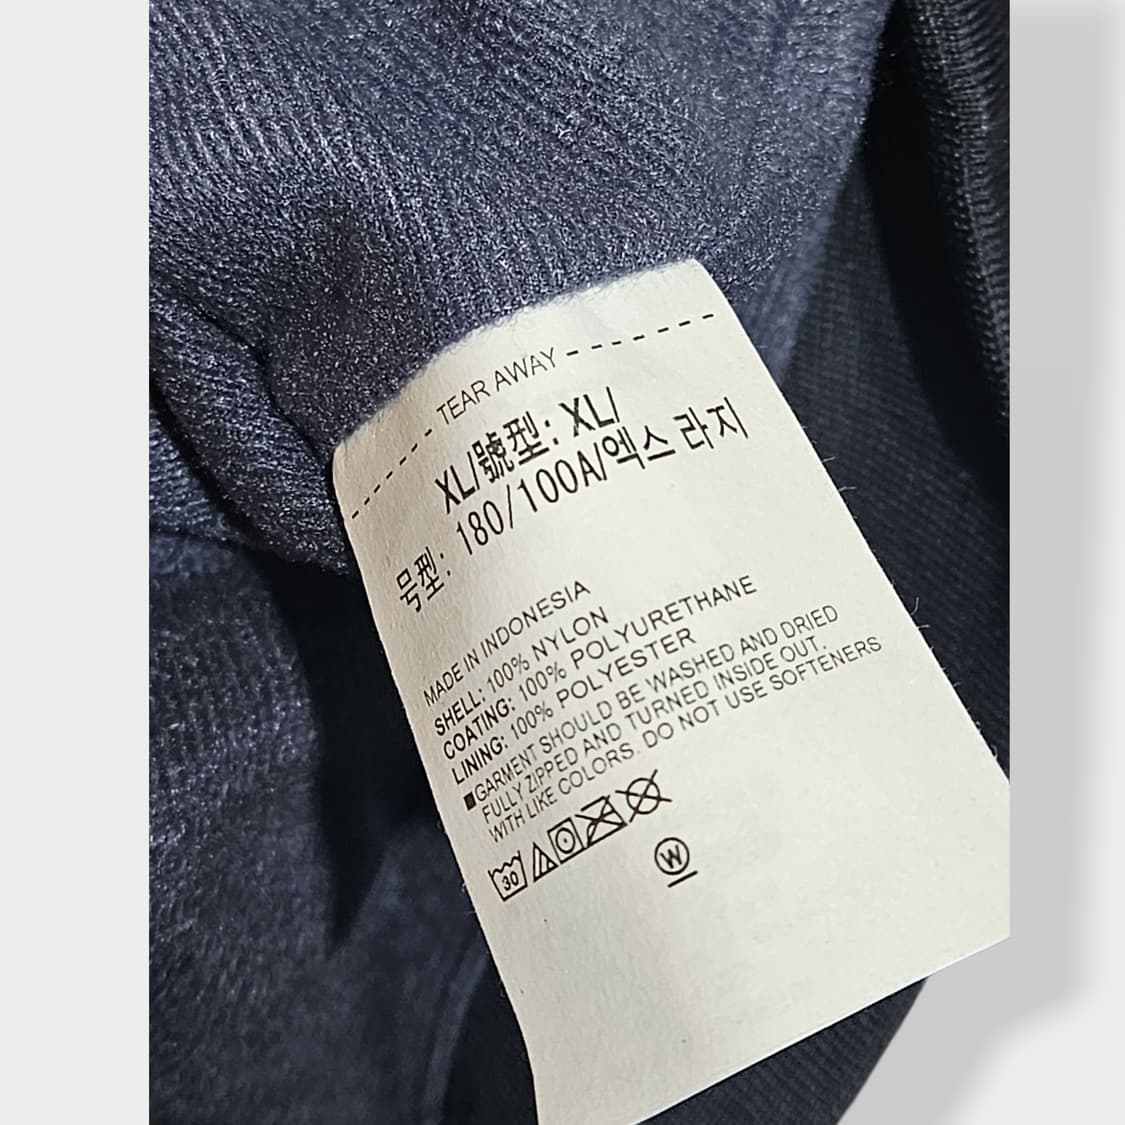 TEAR AWAY
XL/號型: XL/
号型: 180/100A/엑스 라지
MADE IN INDONESIA
SHELL: 100% NYLON
COATING: 100% POLYURETHANE
LINING: 100% POLYESTER
■GARMENT SHOULD BE WASHED AND DRIED
FULLY ZIPPED AND TURNED INSIDE OUT.
WITH LIKE COLORS. DO NOT USE SOFTENERS
30
W